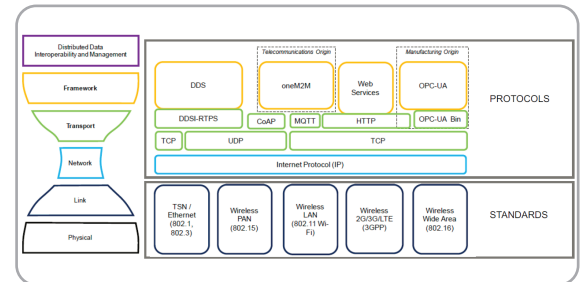 Distributed Data
Interoperability and Management
Framework
Transport
Network
Link
Physical
Telecommunications Origin
Manufacturing Origin
DDS
oneM2M
Web
Services
OPC-UA
PROTOCOLS
DDSI-RTPS
CoAP
MQTT
HTTP
OPC-UA Bin
TCP
UDP
TCP
Internet Protocol (IP)
TSN /
Ethernet
(802.1,
802.3)
Wireless
PAN
(802.15)
Wireless
LAN
(802.11 Wi-
Fi)
Wireless
2G/3G/LTE
(3GPP)
Wireless
Wide Area
(802.16)
STANDARDS